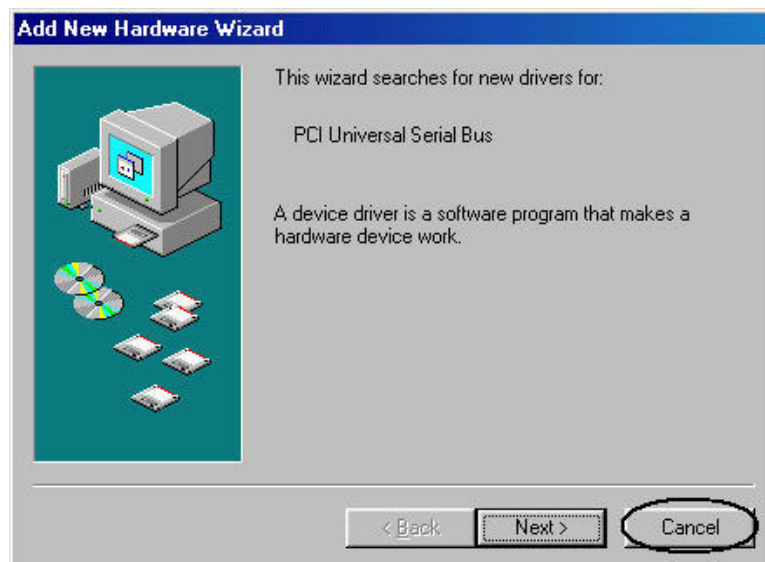 Add New Hardware Wizard
This wizard searches for new drivers for:
PCI Universal Serial Bus
A device driver is a software program that makes a
hardware device work.
< Back Next > Cancel